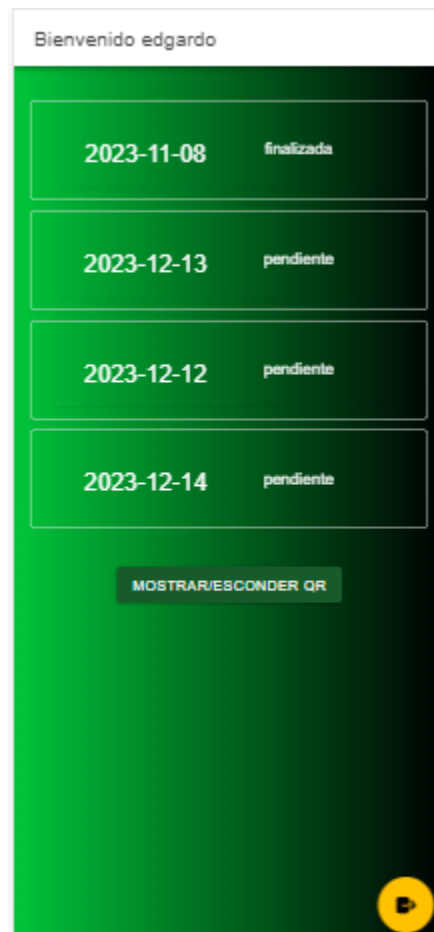 Bienvenido edgardo
2023-11-08 finalizada
2023-12-13 pendiente
2023-12-12 pendiente
2023-12-14 pendiente
MOSTRAR/ESCONDER QR